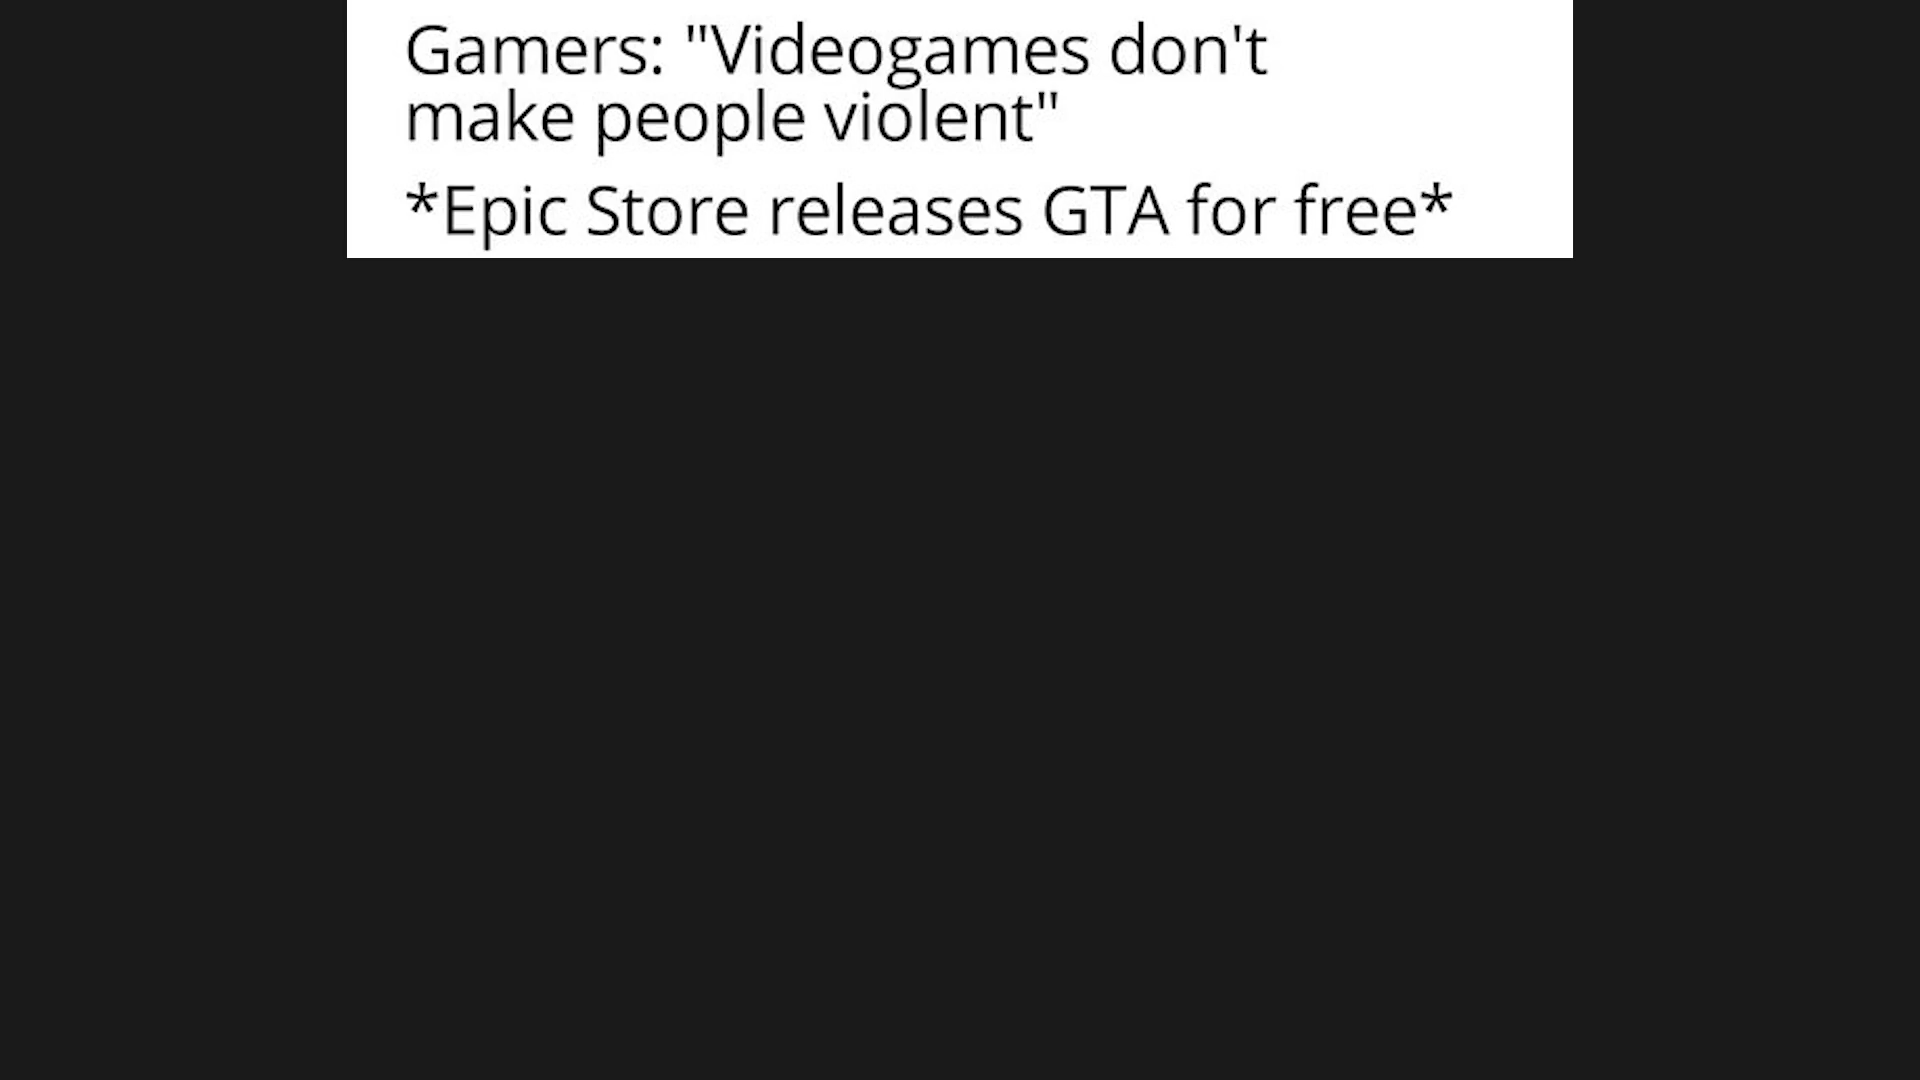 Gamers: "Videogames don't
make people violent"
*Epic Store releases GTA for free*